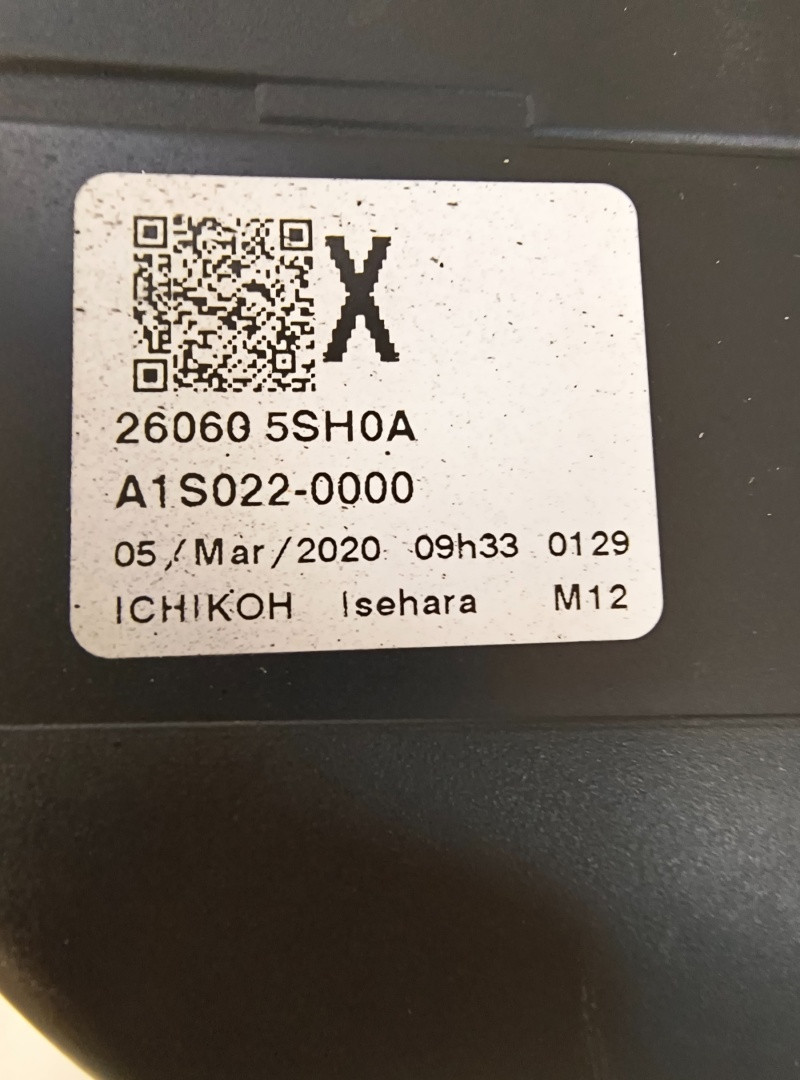 X
26060 5SH0A
A1S022-0000
05/Mar/2020 09h33 0129
ICHIKOH Isehara M12